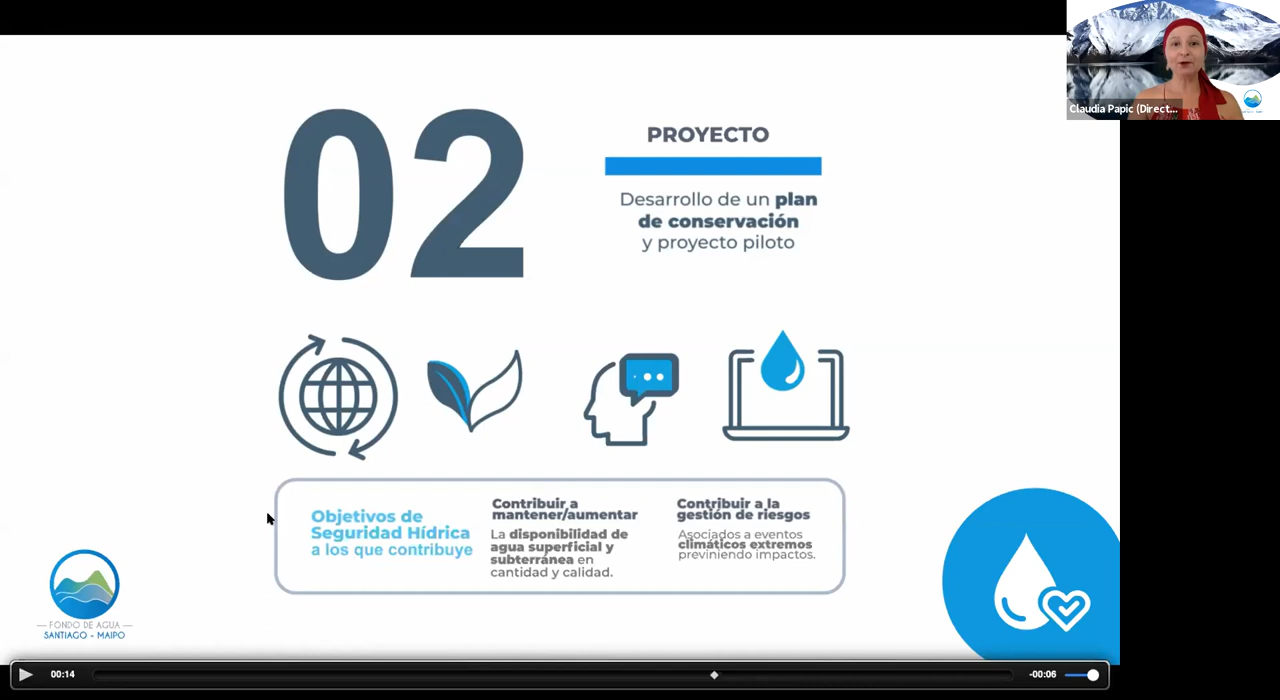 Claudia Papic (Direct...
02
PROYECTO
Desarrollo de un plan
de conservación
y proyecto piloto
Objetivos de
Seguridad Hídrica
a los que contribuye
Contribuir a
mantener/aumentar
La disponibilidad de
agua superficial y
subterránea en
cantidad y calidad.
Contribuir a la
gestión de riesgos
Asociados a eventos
climáticos extremos
previniendo impactos.
FONDO DE AGUA
SANTIAGO - MAIPO
00:14
-00:06